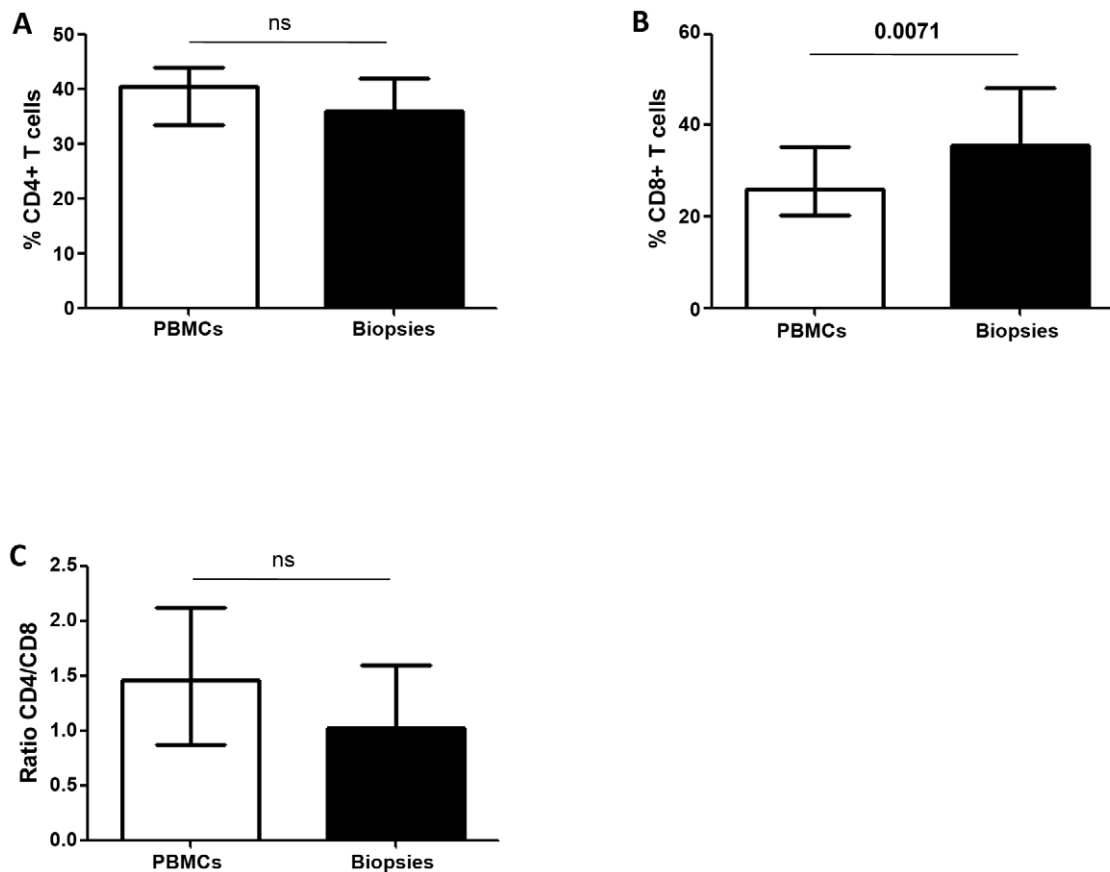 A
ns
% CD4+ T cells
50
40
30
20
10
0
PBMCs
Biopsies
B
0.0071
% CD8+ T cells
60
40
20
0
PBMCs
Biopsies
C
ns
Ratio CD4/CD8
2.5
2.0
1.5
1.0
0.5
0.0
PBMCs
Biopsies